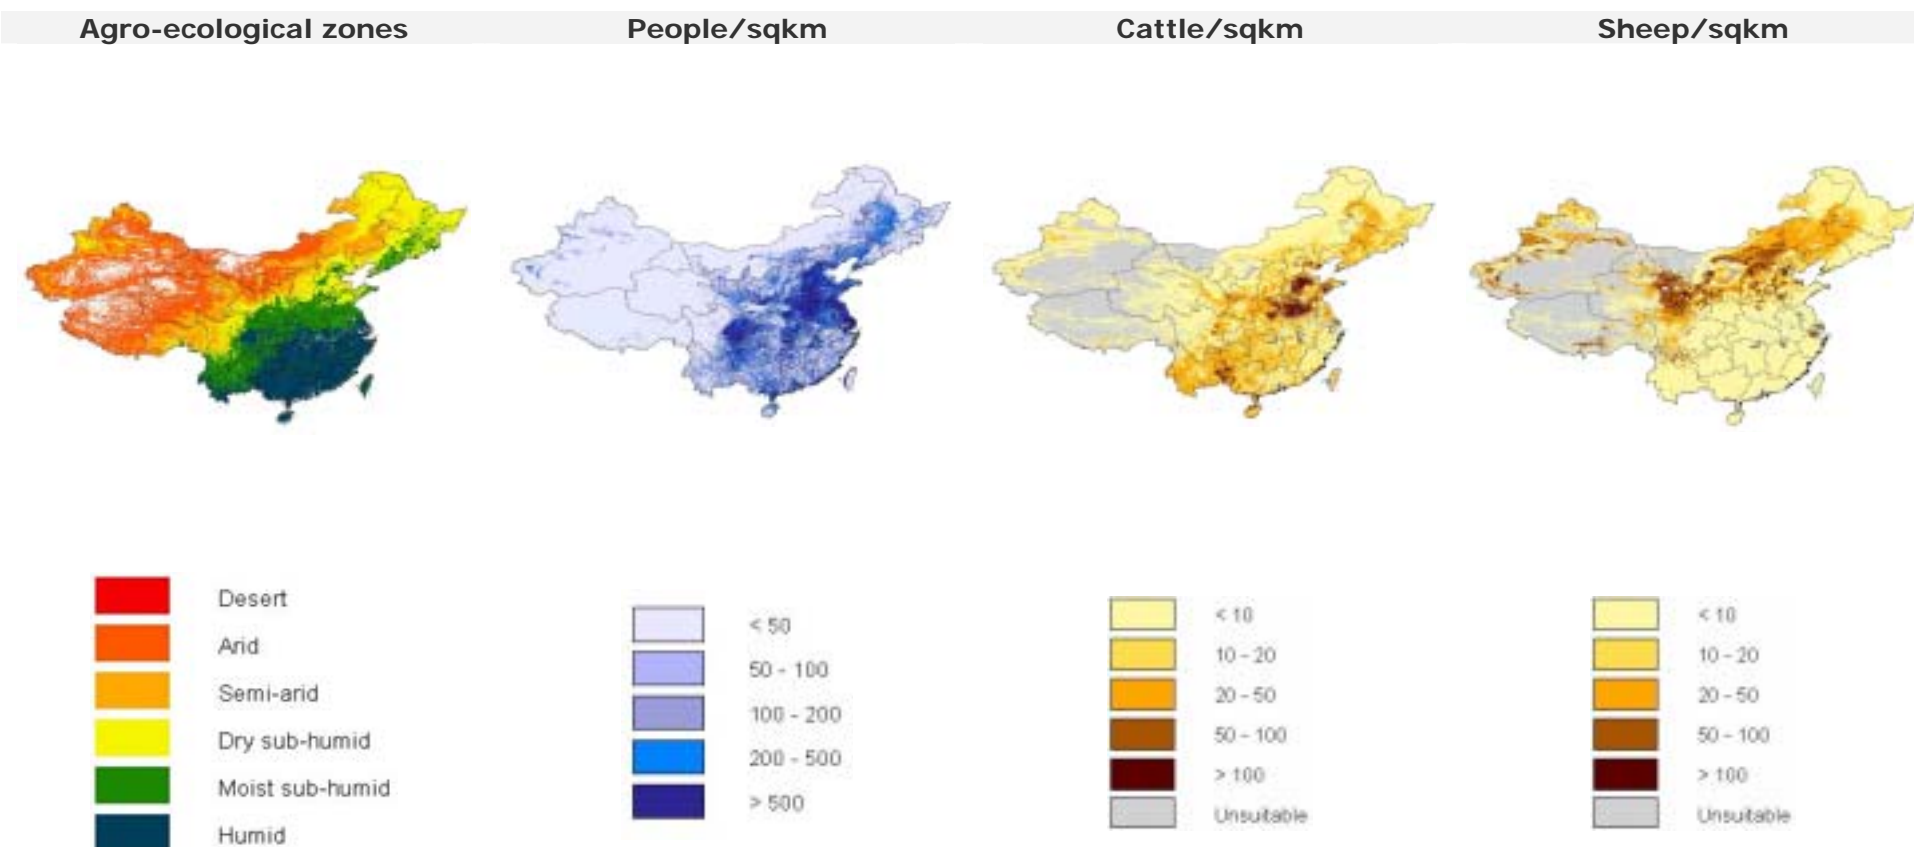 Agro-ecological zones People/sqkm Cattle/sqkm Sheep/sqkm
Desert
Arid
Semi-arid
Dry sub-humid
Moist sub-humid
Humid
< 50
50 - 100
100 - 200
200 - 500
> 500
< 10
10 - 20
20 - 50
50 - 100
> 100
Unsuitable
< 10
10 - 20
20 - 50
50 - 100
> 100
Unsuitable